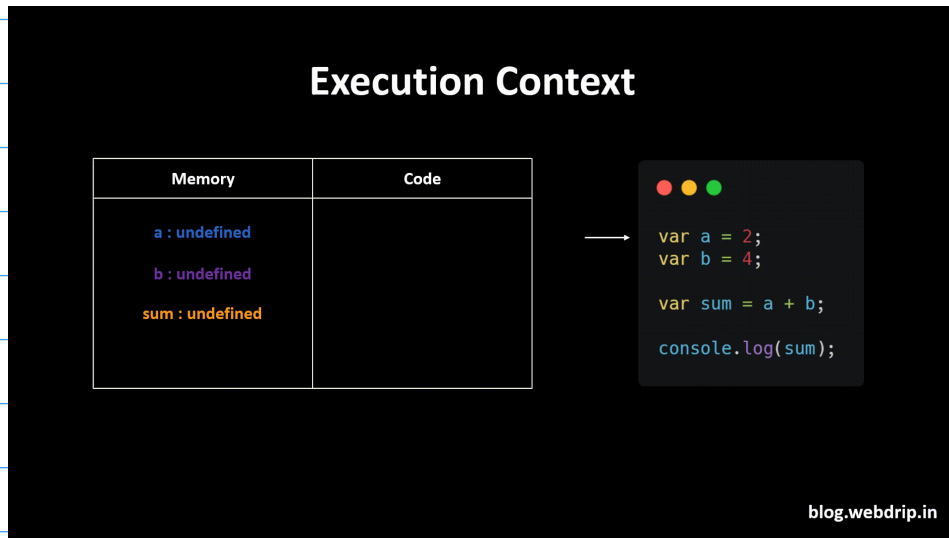 Execution Context
Memory Code
a : undefined
b : undefined
sum : undefined
var a = 2;
var b = 4;
var sum = a + b;
console.log(sum);
blog.webdrip.in